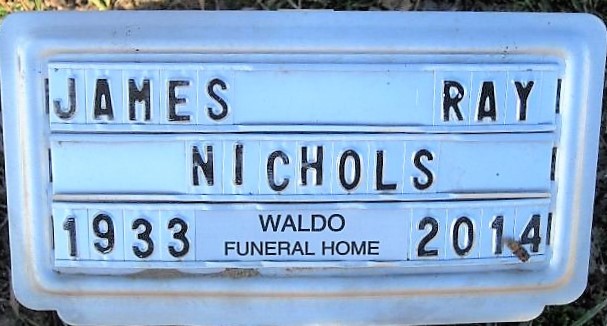 JAMES RAY
NICHOLS
1933 WALDO FUNERAL HOME 2014